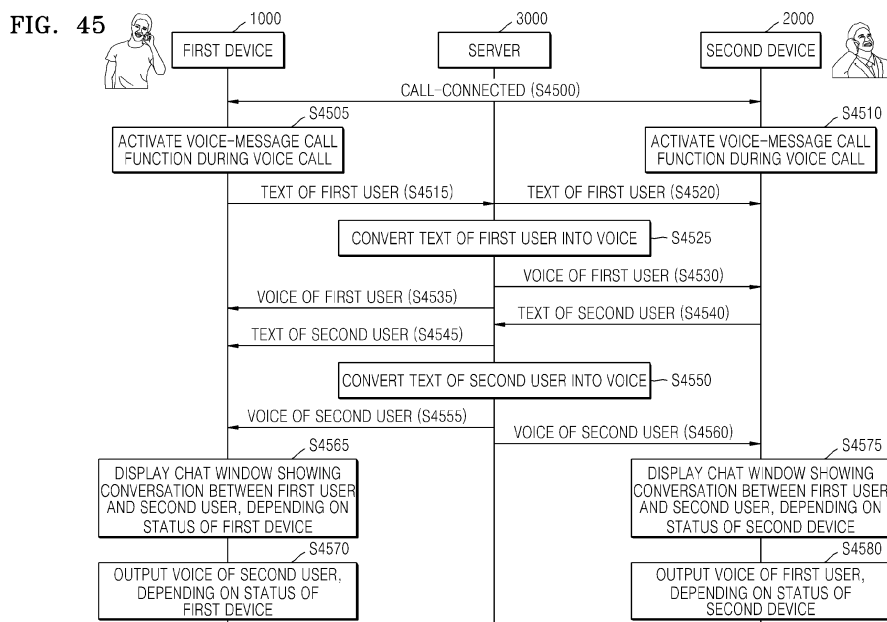 FIG. 45
1000
3000
2000
FIRST DEVICE
SERVER
SECOND DEVICE
CALL-CONNECTED (S4500)
S4505
S4510
ACTIVATE VOICE-MESSAGE CALL
FUNCTION DURING VOICE CALL
ACTIVATE VOICE-MESSAGE CALL
FUNCTION DURING VOICE CALL
TEXT OF FIRST USER (S4515)
TEXT OF FIRST USER (S4520)
CONVERT TEXT OF FIRST USER INTO VOICE
S4525
VOICE OF FIRST USER (S4530)
VOICE OF FIRST USER (S4535)
TEXT OF SECOND USER (S4540)
TEXT OF SECOND USER (S4545)
CONVERT TEXT OF SECOND USER INTO VOICE
S4550
VOICE OF SECOND USER (S4555)
VOICE OF SECOND USER (S4560)
S4565
S4575
DISPLAY CHAT WINDOW SHOWING
CONVERSATION BETWEEN FIRST USER
AND SECOND USER, DEPENDING ON
STATUS OF FIRST DEVICE
DISPLAY CHAT WINDOW SHOWING
CONVERSATION BETWEEN FIRST USER
AND SECOND USER, DEPENDING ON
STATUS OF SECOND DEVICE
S4570
S4580
OUTPUT VOICE OF SECOND USER,
DEPENDING ON STATUS OF
FIRST DEVICE
OUTPUT VOICE OF FIRST USER,
DEPENDING ON STATUS OF
SECOND DEVICE